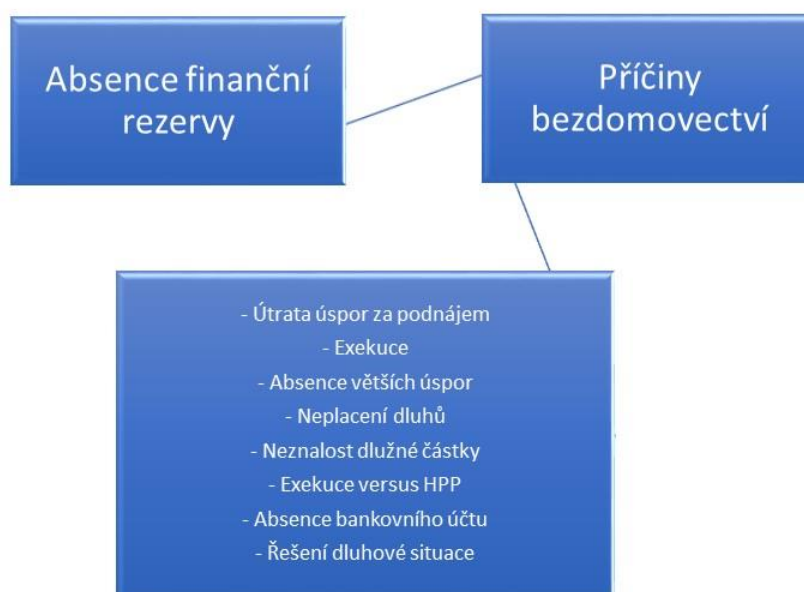 Absence finanční
rezervy
Příčiny
bezdomovectví
- Útrata úspor za podnájem
- Exekuce
- Absence větších úspor
- Neplacení dluhů
- Neznalost dlužné částky
- Exekuce versus HPP
- Absence bankovního účtu
- Řešení dluhové situace